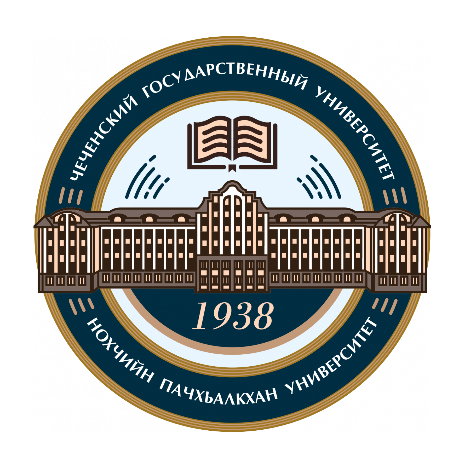 ЧЕЧЕНСКИЙ ГОСУДАРСТВЕННЫЙ УНИВЕРСИТЕТ
1938
НОХЧИЙН ПАЧХЬАЛКХАН УНИВЕРСИТЕТ